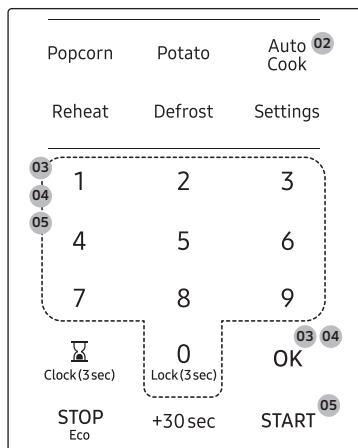 Popcorn Potato Auto Cook 02
Reheat Defrost Settings
03 1 2 3
04
05
4 5 6
7 8 9
03 04
0 OK
Clock(3 sec) Lock(3 sec)
05
STOP +30 sec START
Eco